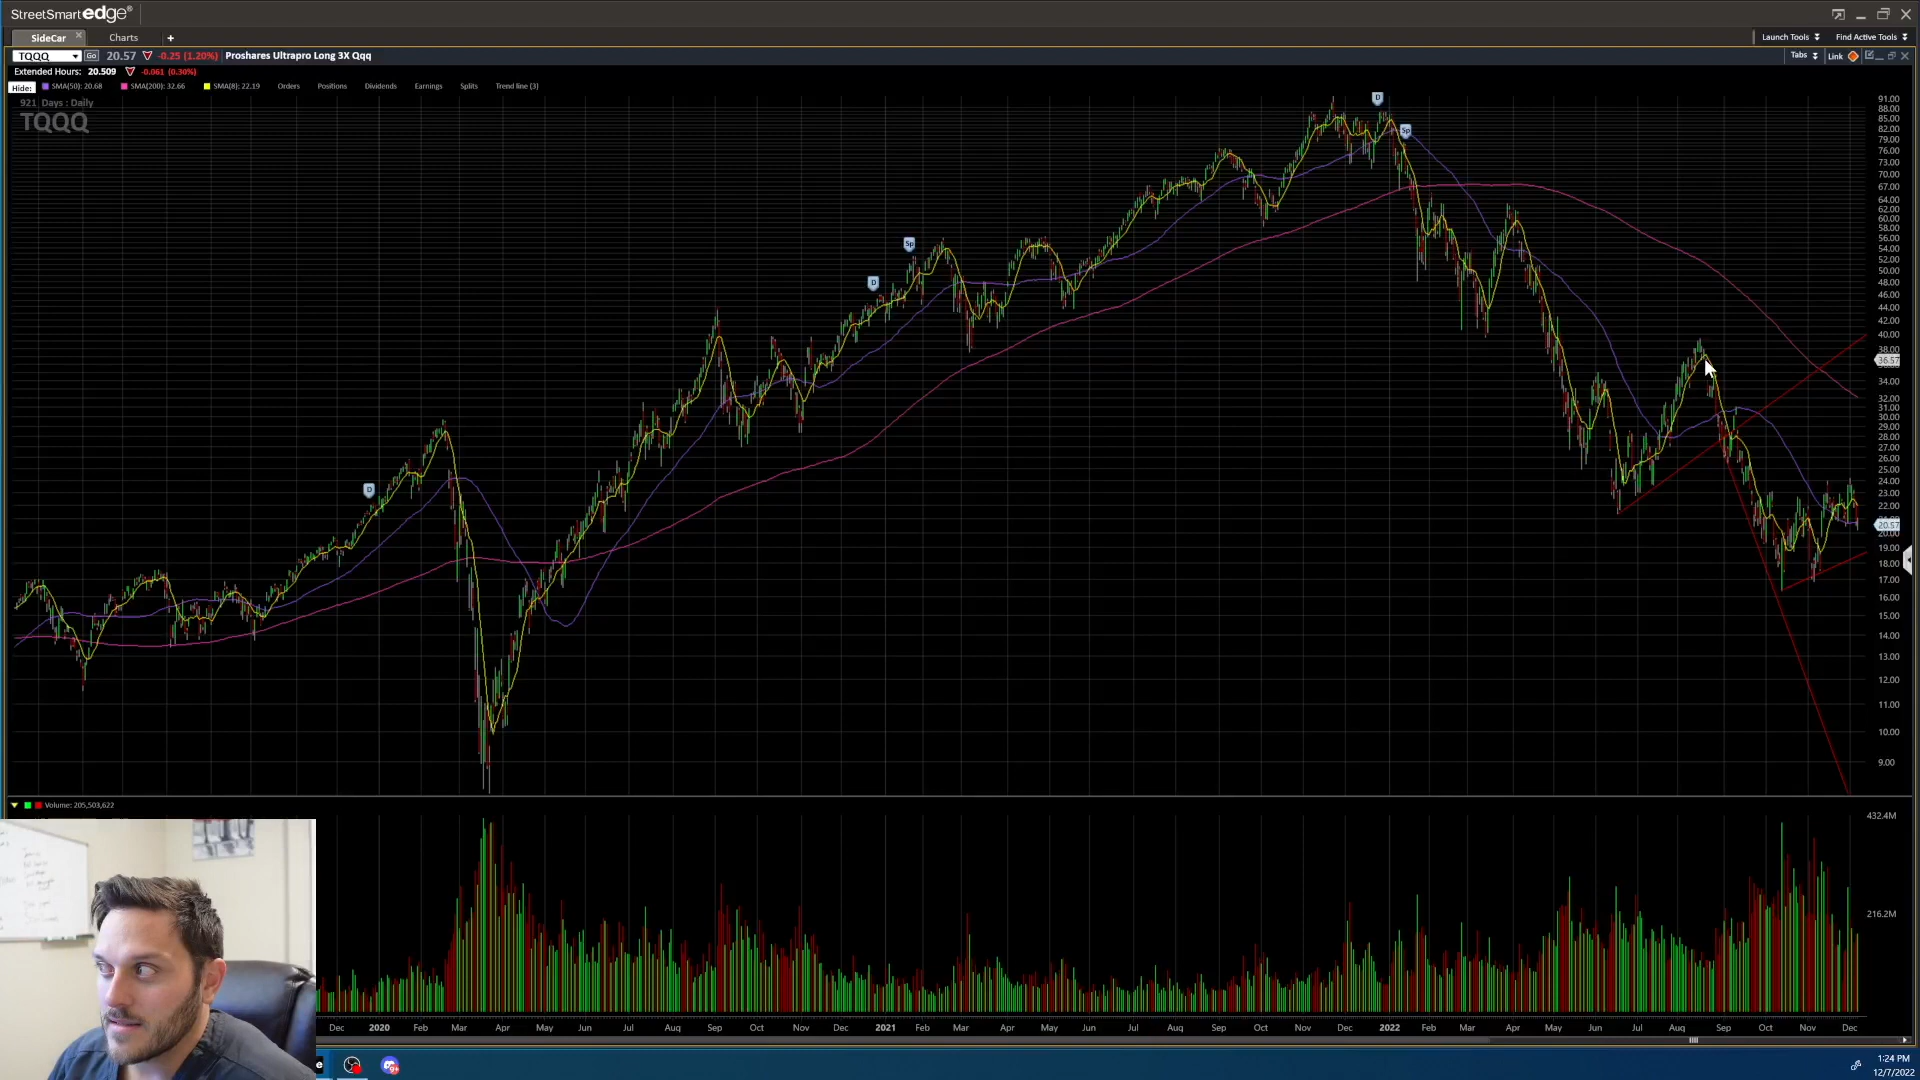 StreetSmartedge®
SideCar
Charts
Launch Tools
Find Active Tools
TQQQ
Go
20.57
-0.25 (1.20%)
Proshares Ultrapro Long 3X Qqq
Tabs
Link
Extended Hours: 20.509
-0.061 (0.30%)
Hide:
SMA(50): 20.68
SMA(200): 32.66
SMA(8): 22.19
Orders
Positions
Dividends
Earnings
Splits
Trend line (3)
921 Days : Daily
TQQQ
D
Sp
D
Sp
D
91.00
88.00
85.00
82.00
79.00
76.00
73.00
70.00
67.00
64.00
62.00
60.00
58.00
56.00
54.00
52.00
50.00
48.00
46.00
44.00
42.00
40.00
38.00
36.57
34.00
32.00
31.00
30.00
29.00
28.00
27.00
26.00
25.00
24.00
23.00
22.00
20.57
20.00
19.00
18.00
17.00
16.00
15.00
14.00
13.00
12.00
11.00
10.00
9.00
Volume: 205,503,622
432.4M
216.2M
Dec 2020 Feb Mar Apr May Jun Jul Aug Sep Oct Nov Dec 2021 Feb Mar Apr May Jun Jul Aug Sep Oct Nov Dec 2022 Feb Mar Apr May Jun Jul Aug Sep Oct Nov Dec
1:24 PM
12/7/2022